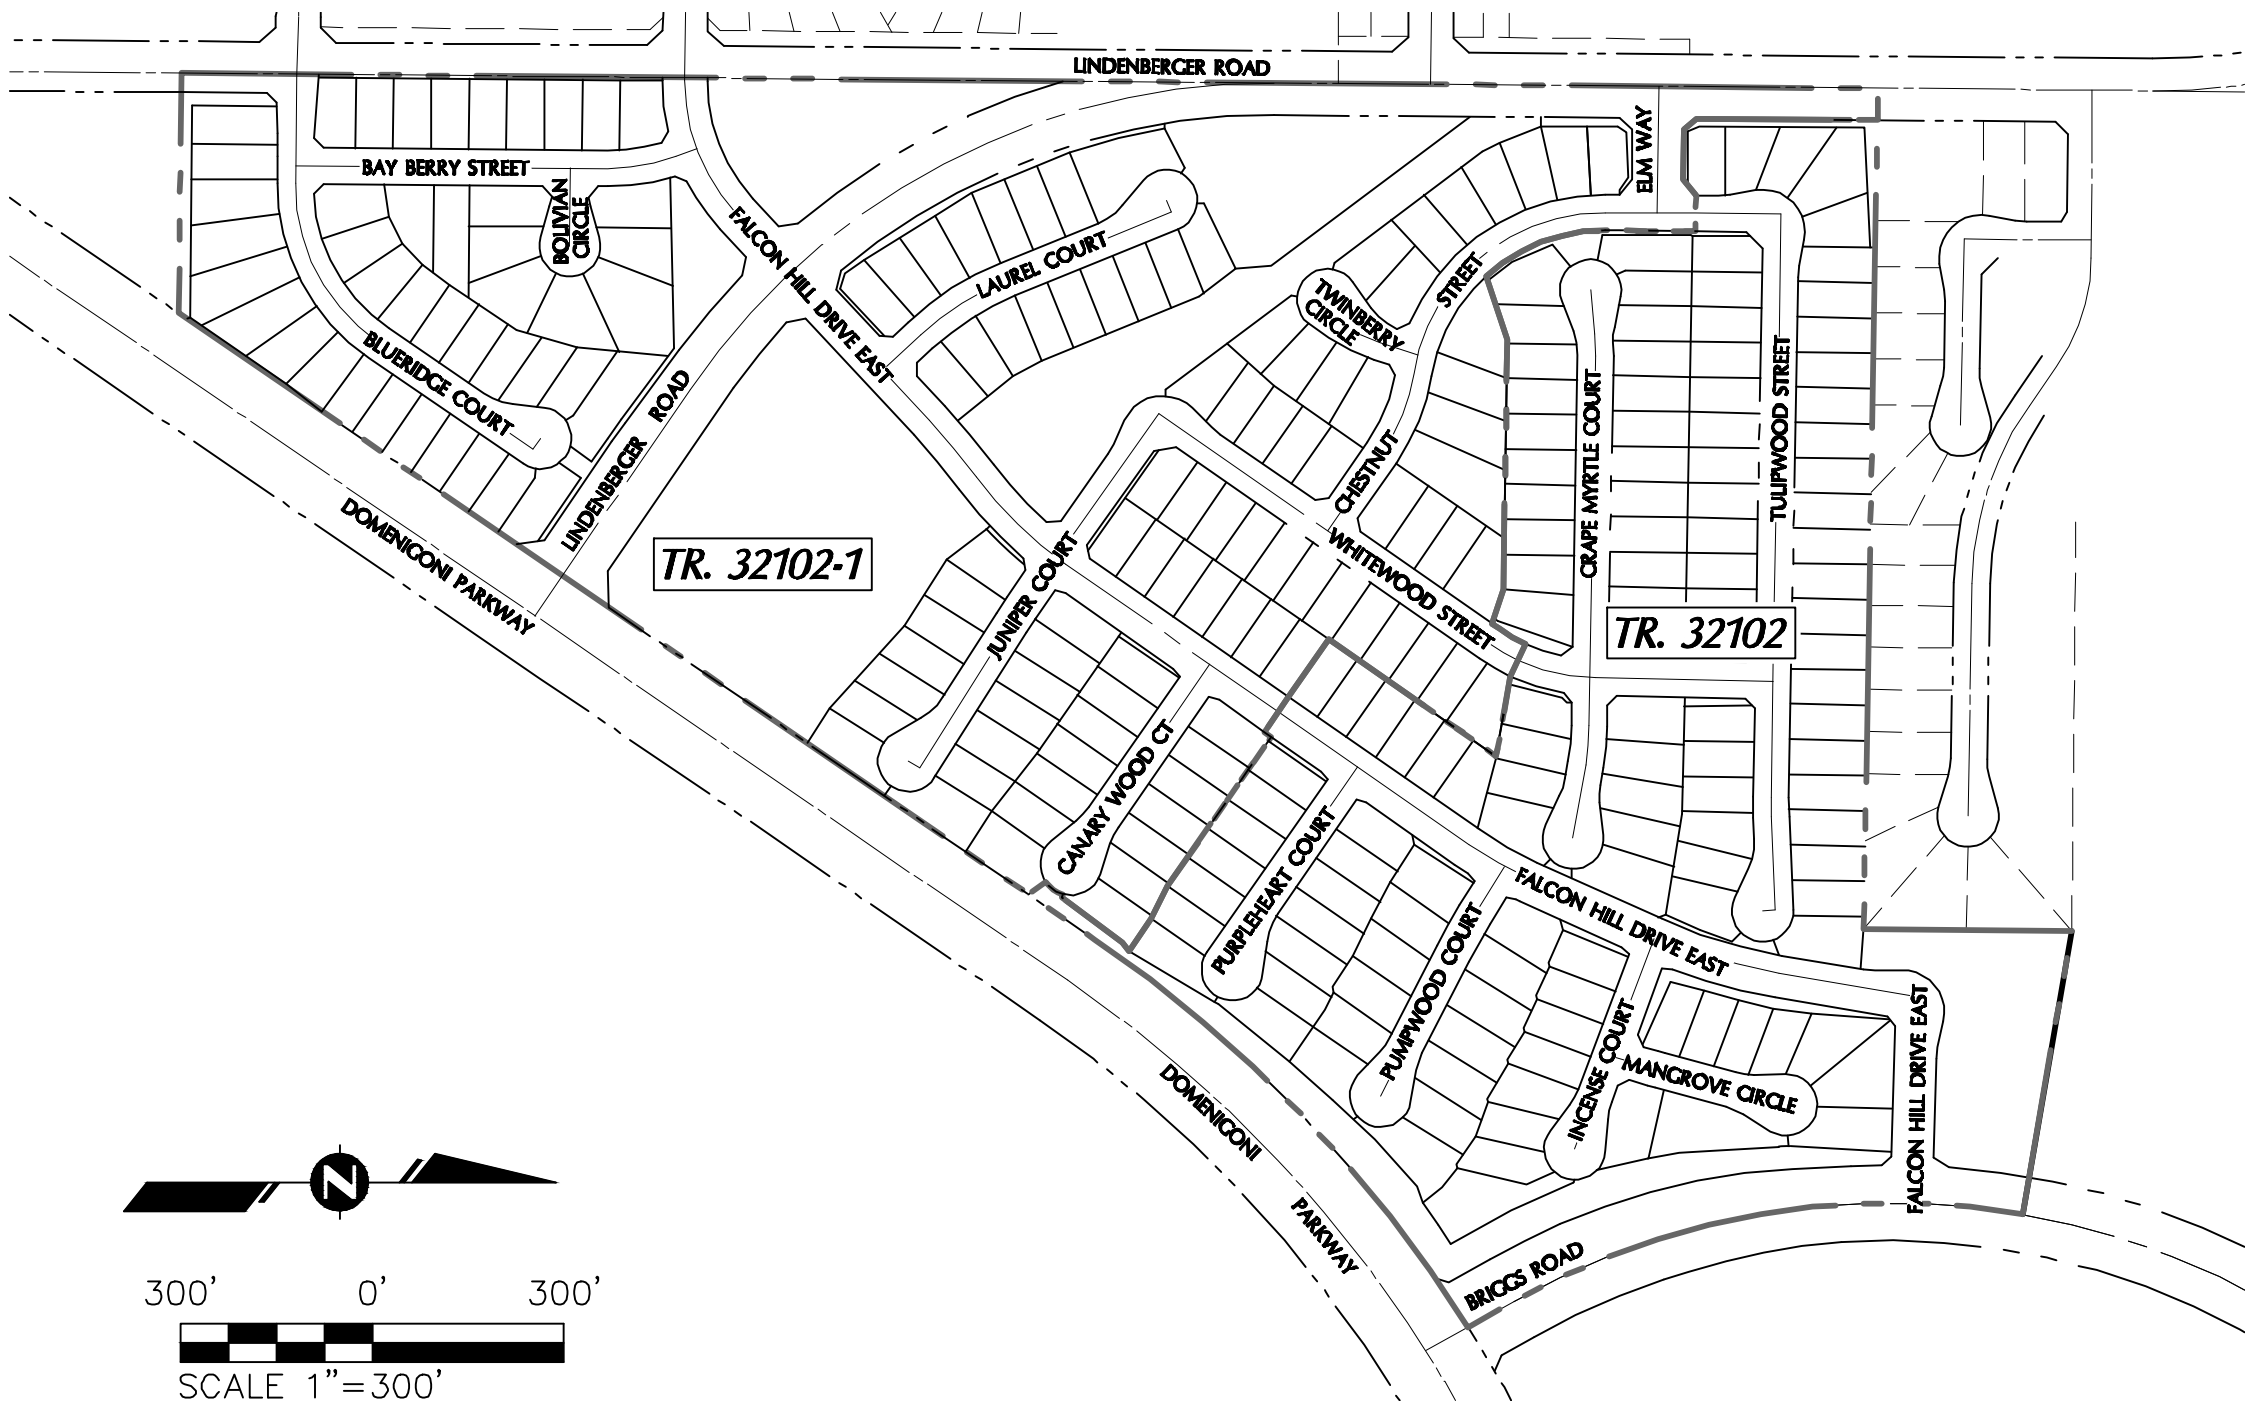 LINDENBERGER ROAD
ELM WAY
BAY BERRY STREET
BOLIVIAN
CIRCLE
FALCON HILL DRIVE EAST
LAUREL COURT
STREET
TWINBERRY
CIRCLE
BLUERIDGE COURT
LINDENBERGER ROAD
CHESTNUT
CRAPE MYRTLE COURT
TULIPWOOD STREET
DOMENIGONI PARKWAY
TR. 32102-1
JUNIPER COURT
WHITEWOOD STREET
TR. 32102
CANARY WOOD CT
PURPLEHEART COURT
PUMPWOOD COURT
FALCON HILL DRIVE EAST
INCENSE COURT
MANGROVE CIRCLE
FALCON HILL DRIVE EAST
DOMENIGONI
PARKWAY
BRIGGS ROAD
N
300' 0' 300'
SCALE 1"=300'